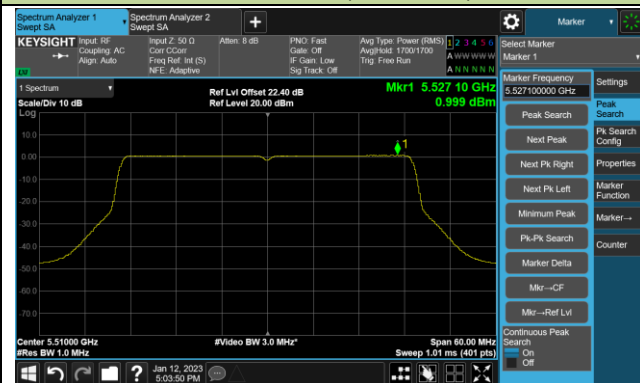 Spectrum Analyzer 1
Swept SA
Spectrum Analyzer 2
Swept SA
+
Marker
KEYSIGHT
Input: RF
Coupling: AC
Align: Auto
Input Z: 50 Ω
Corr CCorr
Freq Ref: Int (S)
NFE: Adaptive
Atten: 8 dB
PNO: Fast
Gate: Off
IF Gain: Low
Sig Track: Off
Avg Type: Power (RMS)
Avg|Hold: 1700/1700
Trig: Free Run
1 2 3 4 5 6
A W W W W W
A N N N N N
LXI
Select Marker
Marker 1
1 Spectrum
Scale/Div 10 dB
Log
Ref Lvl Offset 22.40 dB
Ref Level 20.00 dBm
Mkr1 5.527 10 GHz
0.999 dBm
10.0
0.00
-10.0
-20.0
-30.0
-40.0
-50.0
-60.0
-70.0
1
Center 5.51000 GHz
#Res BW 1.0 MHz
#Video BW 3.0 MHz*
Span 60.00 MHz
Sweep 1.01 ms (401 pts)
Marker Frequency
5.527100000 GHz
Peak Search
Next Peak
Next Pk Right
Next Pk Left
Minimum Peak
Pk-Pk Search
Marker Delta
Mkr→CF
Mkr→Ref Lvl
Continuous Peak
Search
On
Off
Settings
Peak
Search
Pk Search
Config
Properties
Marker
Function
Marker→
Counter
?
Jan 12, 2023
5:03:50 PM